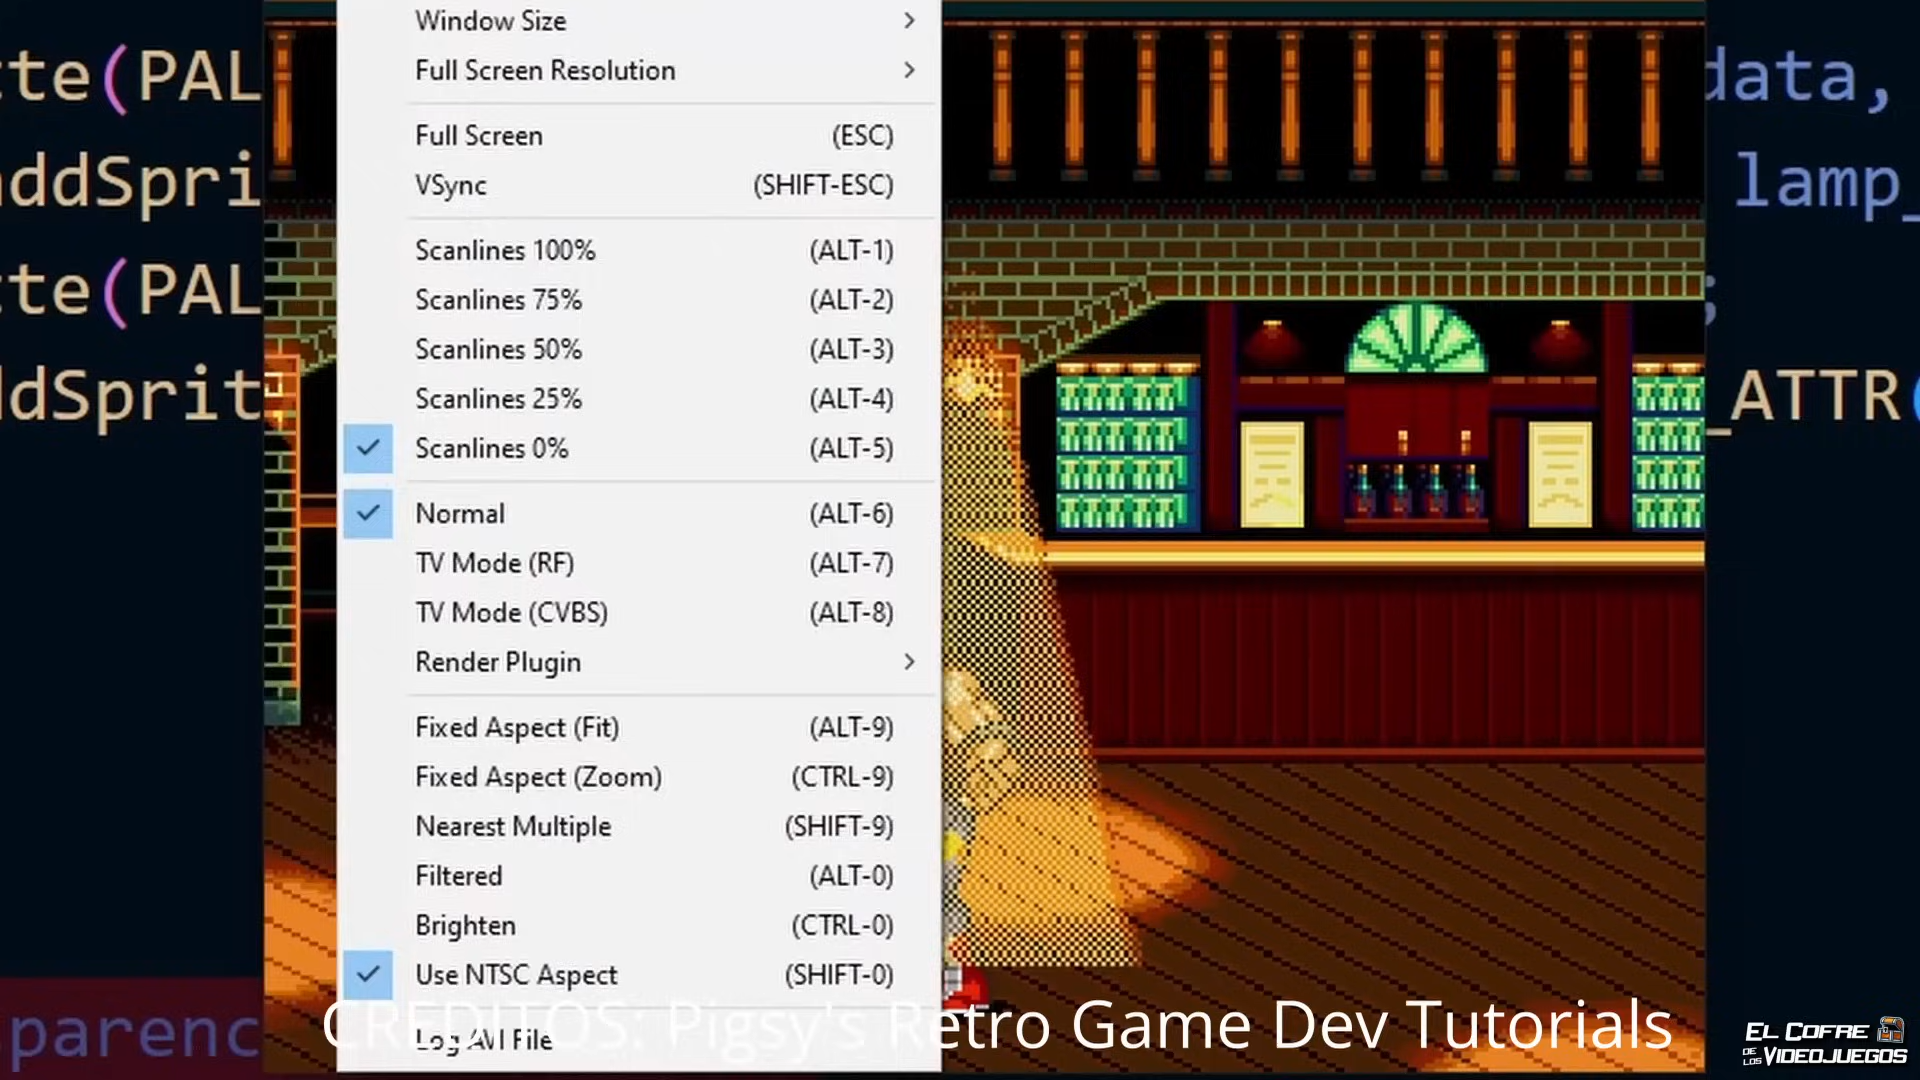 Window Size
Full Screen Resolution
Full Screen (ESC)
VSync (SHIFT-ESC)
Scanlines 100% (ALT-1)
Scanlines 75% (ALT-2)
Scanlines 50% (ALT-3)
Scanlines 25% (ALT-4)
Scanlines 0% (ALT-5)
Normal (ALT-6)
TV Mode (RF) (ALT-7)
TV Mode (CVBS) (ALT-8)
Render Plugin
Fixed Aspect (Fit) (ALT-9)
Fixed Aspect (Zoom) (CTRL-9)
Nearest Multiple (SHIFT-9)
Filtered (ALT-0)
Brighten (CTRL-0)
Use NTSC Aspect (SHIFT-0)
Log AVI File
tte(PAL
data,
addSpri
lamp_
tte(PAL
;
ddSprit
_ATTR(
parenc
CREDITOS: Pigsy's Retro Game Dev Tutorials
EL COFRE
DE LOS VIDEOJUEGOS